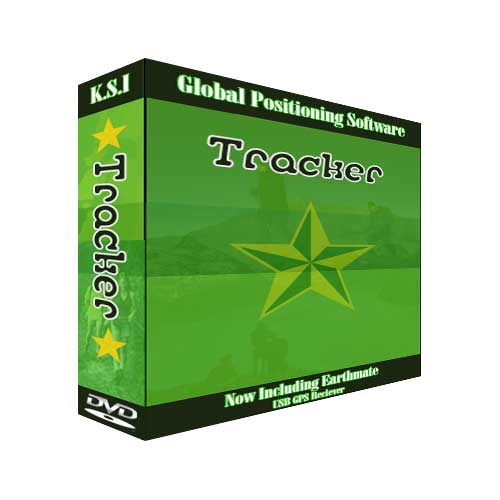 K.S.I
Tracker
DVD
Global Positioning Software
Tracker
Now Including Earthmate
USB GPS Reciever